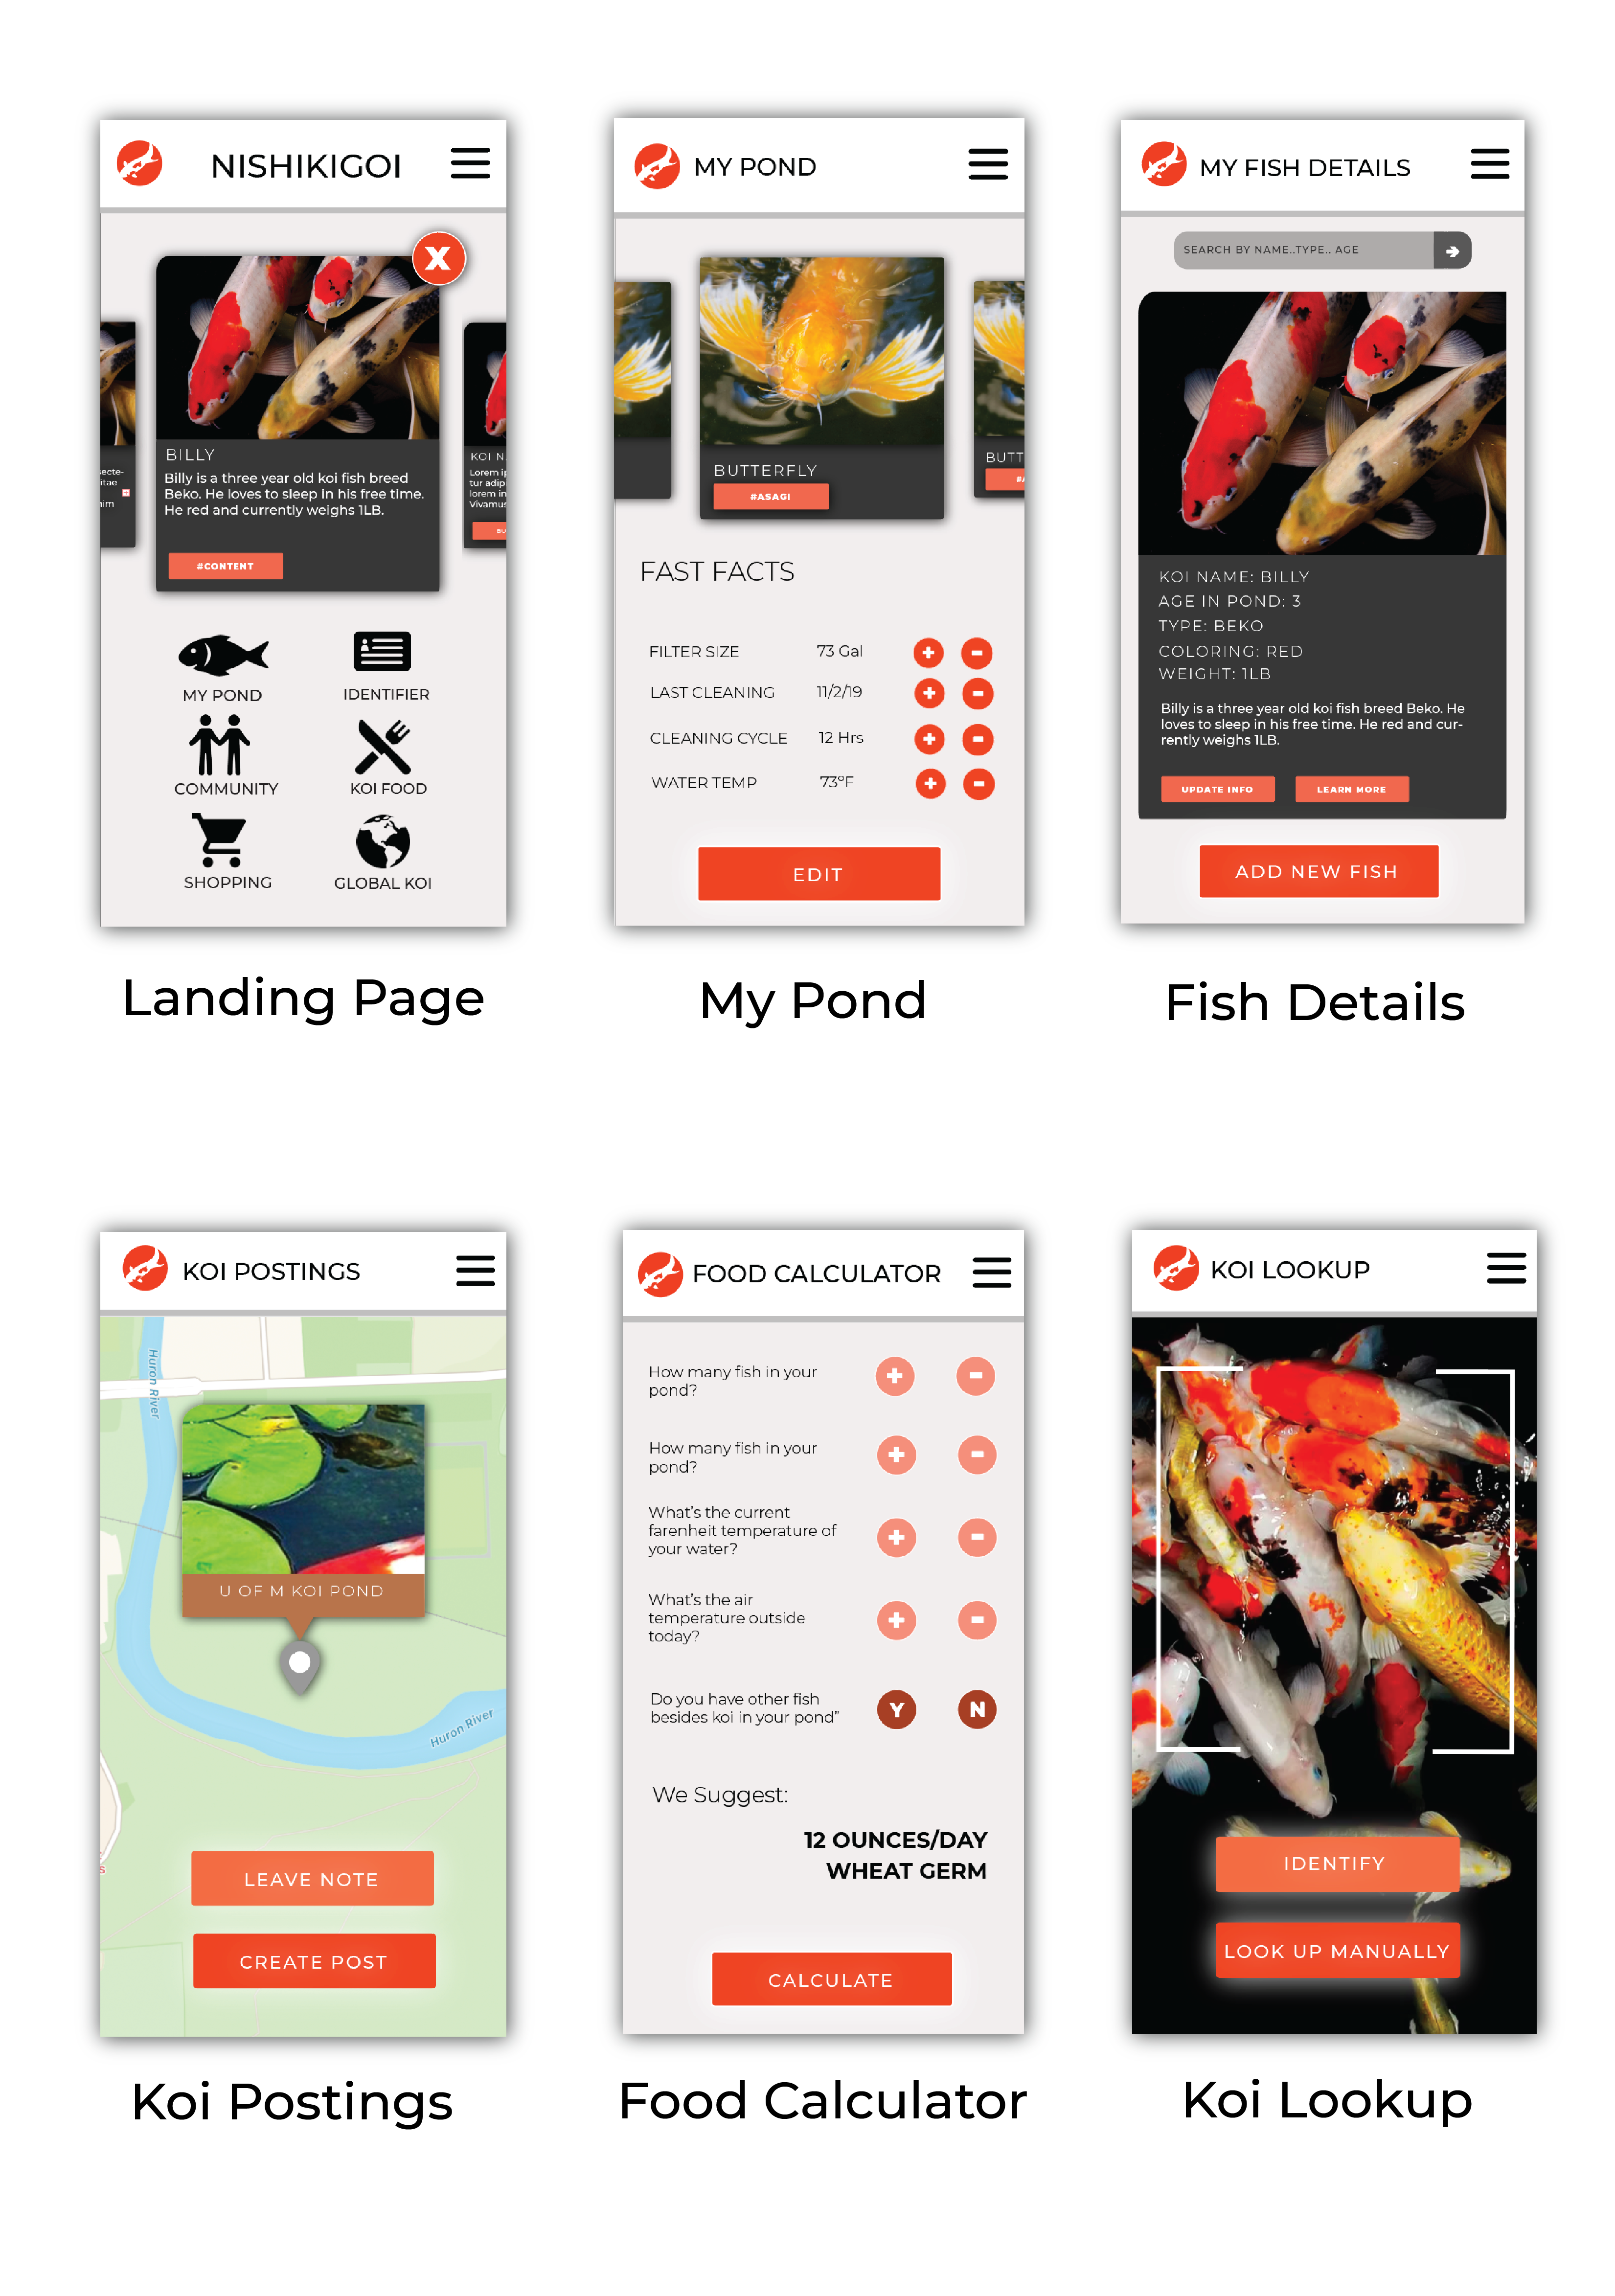 NISHIKIGOI
X
BILLY
Billy is a three year old koi fish breed
Beko. He loves to sleep in his free time.
He red and currently weighs 1LB.
#CONTENT
secte-
itae
aim
KOI N
Lorem ip
tur adip
lorem in
Vivamus
MY POND
IDENTIFIER
COMMUNITY
KOI FOOD
SHOPPING
GLOBAL KOI
Landing Page
MY POND
BUTTERFLY
#ASAGI
BUTT
FAST FACTS
FILTER SIZE 73 Gal + -
LAST CLEANING 11/2/19 + -
CLEANING CYCLE 12 Hrs + -
WATER TEMP 73°F + -
EDIT
My Pond
MY FISH DETAILS
SEARCH BY NAME..TYPE.. AGE
KOI NAME: BILLY
AGE IN POND: 3
TYPE: BEKO
COLORING: RED
WEIGHT: 1LB
Billy is a three year old koi fish breed Beko. He
loves to sleep in his free time. He red and cur-
rently weighs 1LB.
UPDATE INFO
LEARN MORE
ADD NEW FISH
Fish Details
KOI POSTINGS
Huron River
U OF M KOI POND
Huron River
LEAVE NOTE
CREATE POST
Koi Postings
FOOD CALCULATOR
How many fish in your
pond?
+ -
How many fish in your
pond?
+ -
What's the current
farenheit temperature of
your water?
+ -
What's the air
temperature outside
today?
+ -
Do you have other fish
besides koi in your pond”
Y N
We Suggest:
12 OUNCES/DAY
WHEAT GERM
CALCULATE
Food Calculator
KOI LOOKUP
IDENTIFY
LOOK UP MANUALLY
Koi Lookup